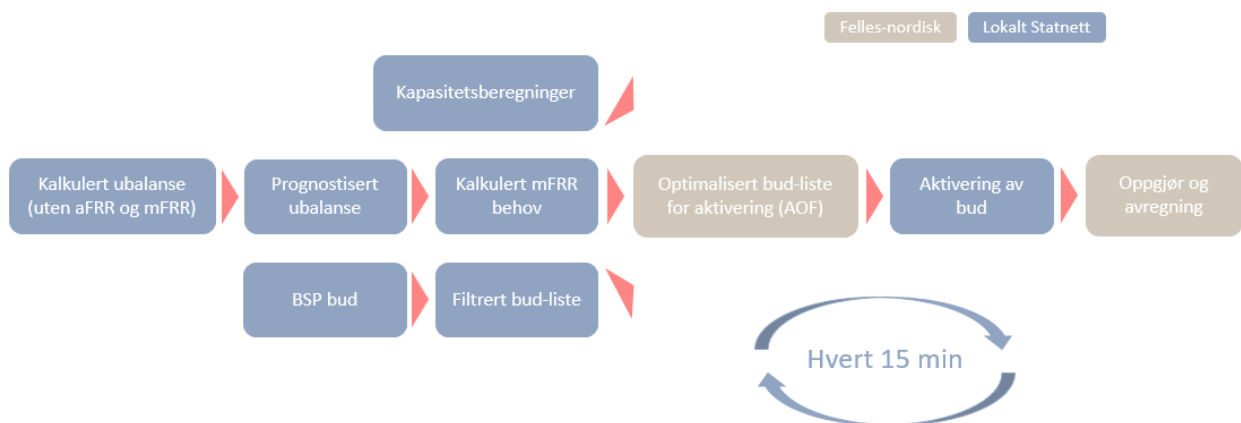 Felles-nordisk
Lokalt Statnett
Kapasitetsberegninger
Kalkulert ubalanse
(uten aFRR og mFRR)
Prognostisert
ubalanse
Kalkulert mFRR
behov
Optimalisert bud-liste
for aktivering (AOF)
Aktivering av
bud
Oppgjør og
avregning
BSP bud
Filtrert bud-liste
Hvert 15 min